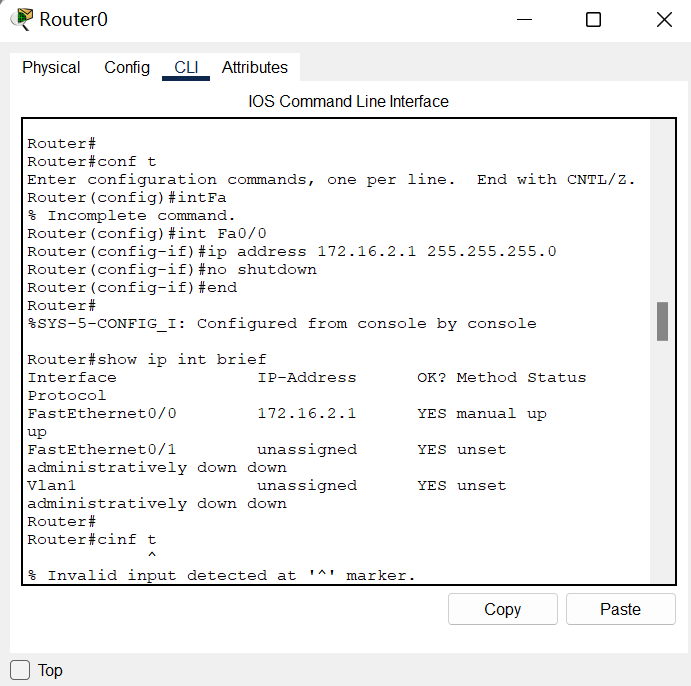 Router0
Physical Config CLI Attributes
IOS Command Line Interface
Router#
Router#conf t
Enter configuration commands, one per line.  End with CNTL/Z.
Router(config)#intFa
% Incomplete command.
Router(config)#int Fa0/0
Router(config-if)#ip address 172.16.2.1 255.255.255.0
Router(config-if)#no shutdown
Router(config-if)#end
Router#
%SYS-5-CONFIG_I: Configured from console by console
Router#show ip int brief
Interface              IP-Address      OK? Method Status
Protocol
FastEthernet0/0        172.16.2.1      YES manual up
up
FastEthernet0/1        unassigned      YES unset
administratively down down
Vlan1                  unassigned      YES unset
administratively down down
Router#
Router#cinf t
^
% Invalid input detected at '^' marker.
Copy Paste
Top